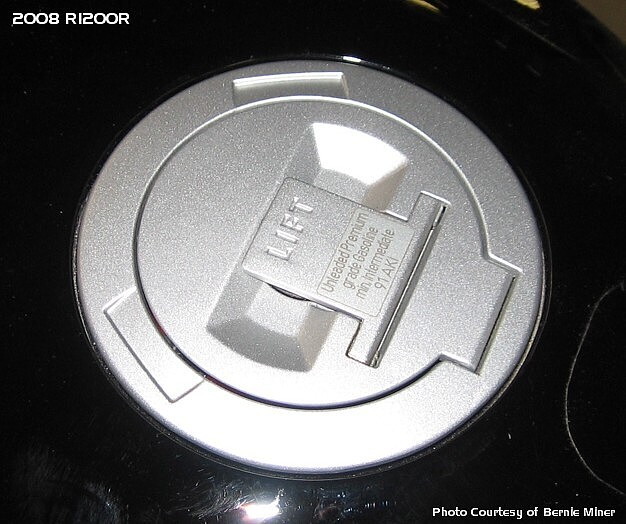 2008 R1200R
LIFT
Unleaded Premium
grade Gasoline
min. intermediate
91 AKI
Photo Courtesy of Bernie Miner